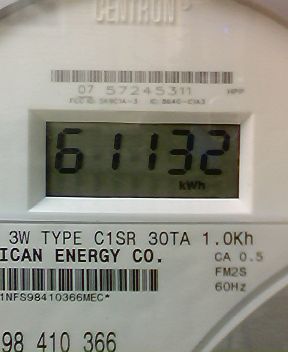 CENTRON
07 57245311 HPP
61132
kWh
3W TYPE C1SR 30TA 1.0Kh
ICAN ENERGY CO. CA 0.5
FM2S
60Hz
1NFS98410366MEC*
98 410 366